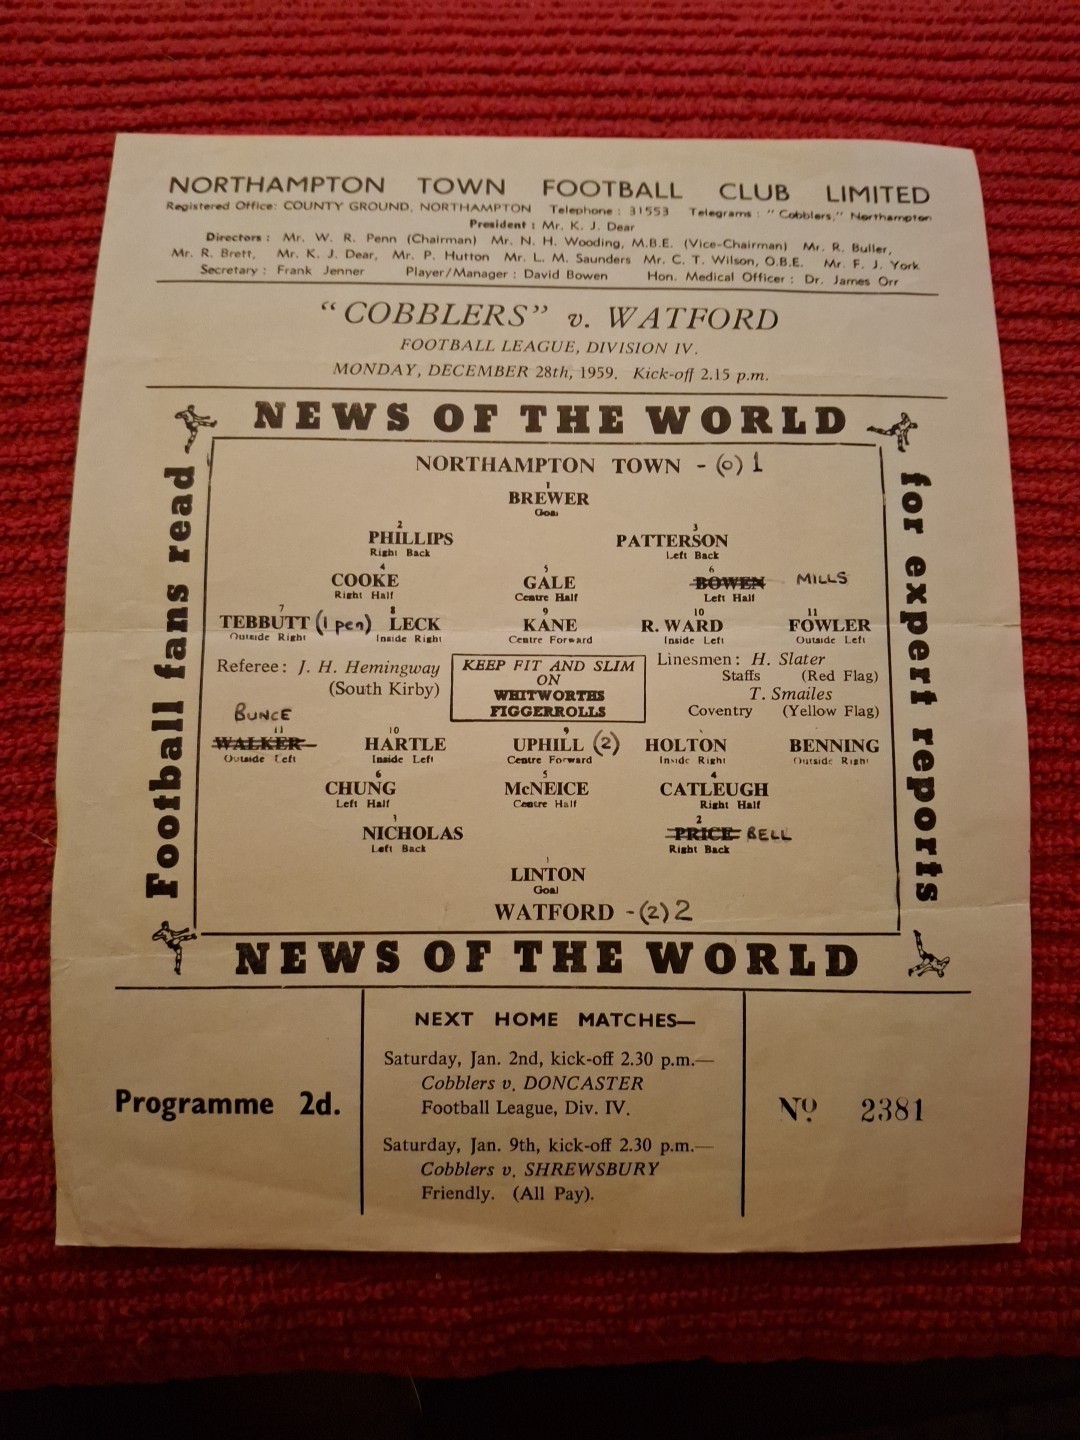 NORTHAMPTON TOWN FOOTBALL CLUB LIMITED
Registered Office: COUNTY GROUND, NORTHAMPTON Telephone : 31553 Telegrams : "Cobblers," Northampton
President : Mr. K. J. Dear
Directors : Mr. W. R. Penn (Chairman) Mr. N. H. Wooding, M.B.E. (Vice-Chairman) Mr. R. Buller,
Mr. R. Brett, Mr. K. J. Dear, Mr. P. Hutton Mr. L. M. Saunders Mr. C. T. Wilson, O.B.E. Mr. F. J. York
Secretary : Frank Jenner Player/Manager : David Bowen Hon. Medical Officer : Dr. James Orr
"COBBLERS" v. WATFORD
FOOTBALL LEAGUE, DIVISION IV.
MONDAY, DECEMBER 28th, 1959. Kick-off 2.15 p.m.
NEWS OF THE WORLD
Football fans read
for expert reports
NORTHAMPTON TOWN - (0) 1
1
BREWER
Goal
2 3
PHILLIPS PATTERSON
Right Back Left Back
4 5 6
COOKE GALE BOWEN MILLS
Right Half Centre Half Left Half
7 8 9 10 11
TEBBUTT (1 pen) LECK KANE R. WARD FOWLER
Outside Right Inside Right Centre Forward Inside Left Outside Left
Referee: J. H. Hemingway
(South Kirby)
KEEP FIT AND SLIM
ON
WHITWORTHS
FIGGERROLLS
Linesmen: H. Slater
Staffs (Red Flag)
T. Smailes
Coventry (Yellow Flag)
BUNCE
11 10 9
WALKER HARTLE UPHILL (2) HOLTON BENNING
Outside Left Inside Left Centre Forward Inside Right Outside Right
6 5 4
CHUNG McNEICE CATLEUGH
Left Half Centre Half Right Half
3 2
NICHOLAS PRICE BELL
Left Back Right Back
1
LINTON
Goal
WATFORD - (2) 2
NEWS OF THE WORLD
Programme 2d.
NEXT HOME MATCHES—
Saturday, Jan. 2nd, kick-off 2.30 p.m.—
Cobblers v. DONCASTER
Football League, Div. IV.
Saturday, Jan. 9th, kick-off 2.30 p.m.—
Cobblers v. SHREWSBURY
Friendly. (All Pay).
No. 2381